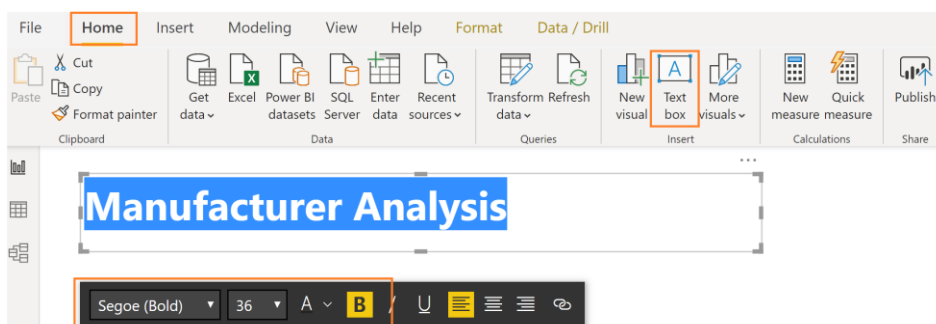 File Home Insert Modeling View Help Format Data / Drill
Paste
Cut
Copy
Format painter
Get data
Excel
Power BI datasets
SQL Server
Enter data
Recent sources
Transform data
Refresh
New visual
Text box
More visuals
New measure
Quick measure
Publish
Clipboard Data Queries Insert Calculations Share
Manufacturer Analysis
Segoe (Bold) 36 A B I U